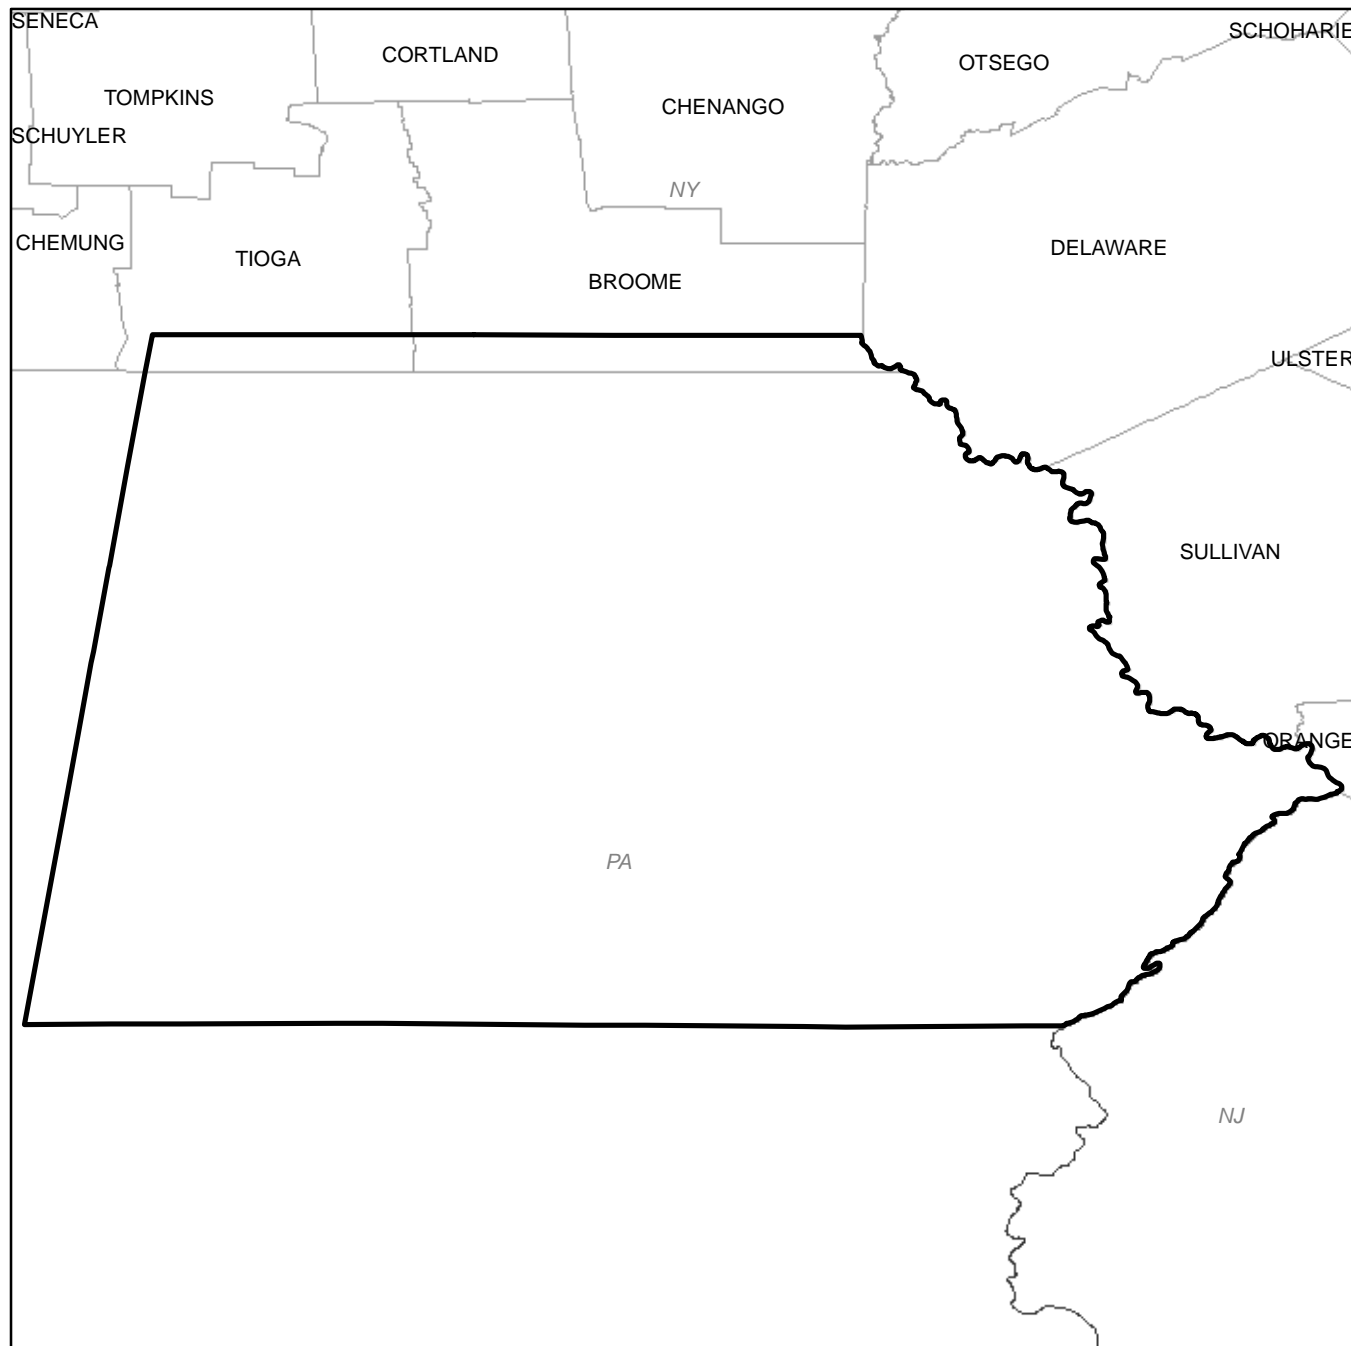 SENECA
SCHOHARIE
CORTLAND
OTSEGO
TOMPKINS
CHENANGO
SCHUYLER
NY
CHEMUNG
DELAWARE
TIOGA
BROOME
ULSTER
SULLIVAN
ORANGE
PA
NJ